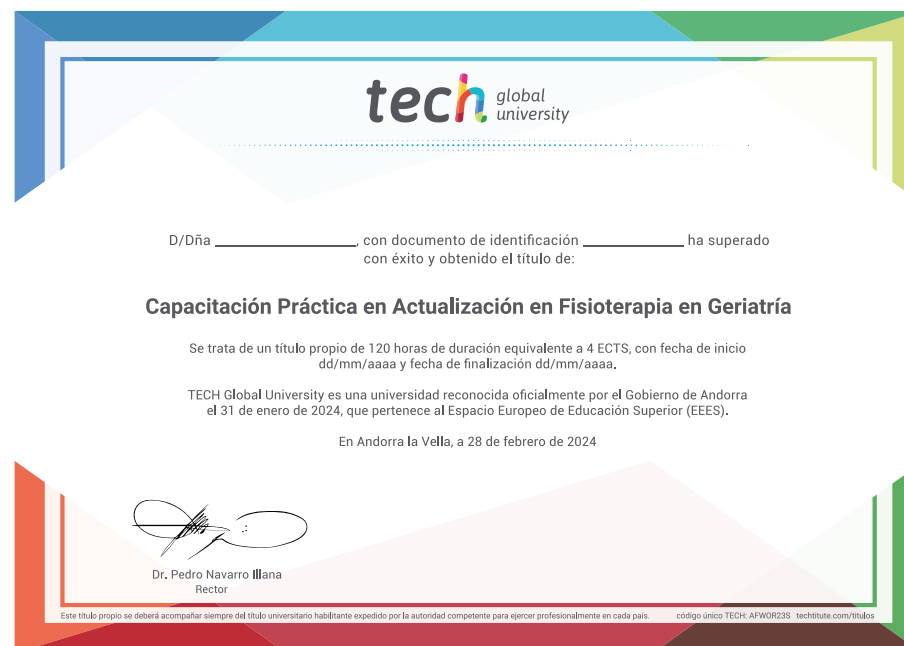 tech global
university
D/Dña ____________, con documento de identificación ____________ ha superado
con éxito y obtenido el título de:
Capacitación Práctica en Actualización en Fisioterapia en Geriatría
Se trata de un título propio de 120 horas de duración equivalente a 4 ECTS, con fecha de inicio
dd/mm/aaaa y fecha de finalización dd/mm/aaaa.
TECH Global University es una universidad reconocida oficialmente por el Gobierno de Andorra
el 31 de enero de 2024, que pertenece al Espacio Europeo de Educación Superior (EEES).
En Andorra la Vella, a 28 de febrero de 2024
Dr. Pedro Navarro Illana
Rector
Este título propio se deberá acompañar siempre del título universitario habilitante expedido por la autoridad competente para ejercer profesionalmente en cada país. código único TECH: AFWOR23S techtitute.com/titulos